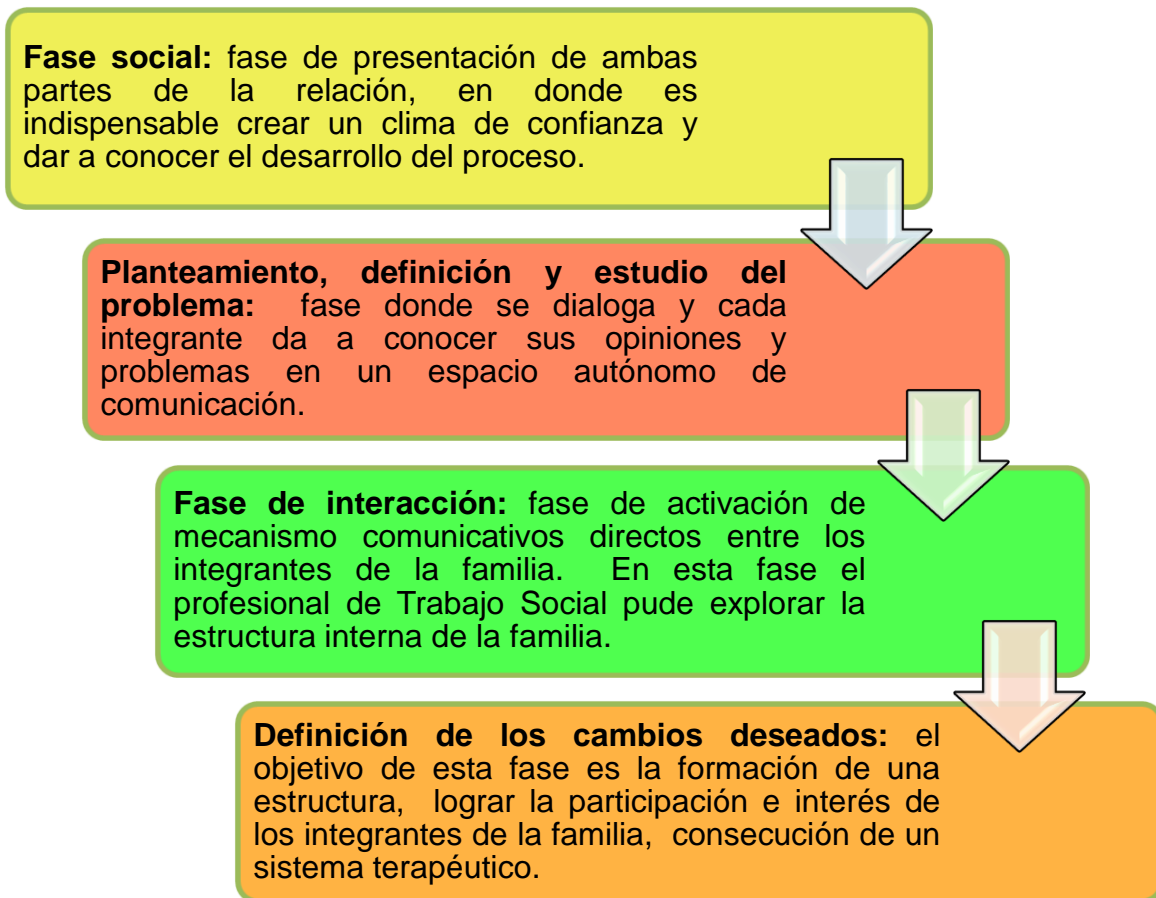 Fase social: fase de presentación de ambas
partes de la relación, en donde es
indispensable crear un clima de confianza y
dar a conocer el desarrollo del proceso.
Planteamiento, definición y estudio del
problema: fase donde se dialoga y cada
integrante da a conocer sus opiniones y
problemas en un espacio autónomo de
comunicación.
Fase de interacción: fase de activación de
mecanismo comunicativos directos entre los
integrantes de la familia. En esta fase el
profesional de Trabajo Social pude explorar la
estructura interna de la familia.
Definición de los cambios deseados: el
objetivo de esta fase es la formación de una
estructura, lograr la participación e interés de
los integrantes de la familia, consecución de un
sistema terapéutico.